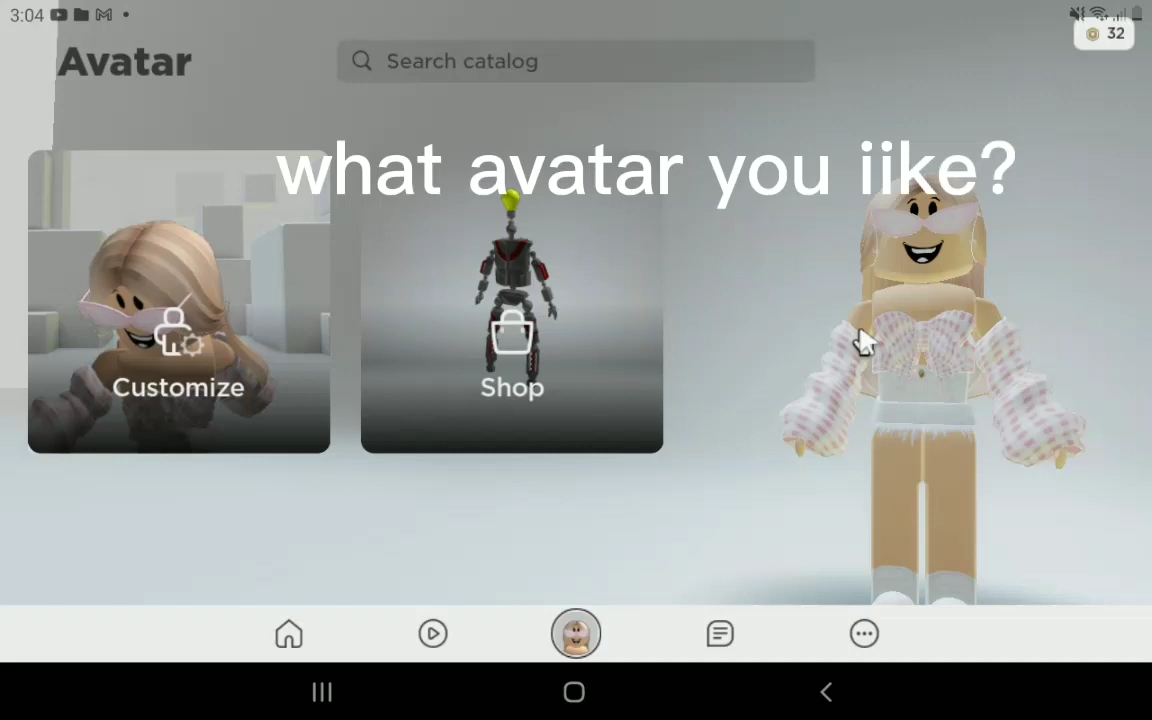 3:04
32
Avatar
Search catalog
what avatar you iike?
Customize
Shop